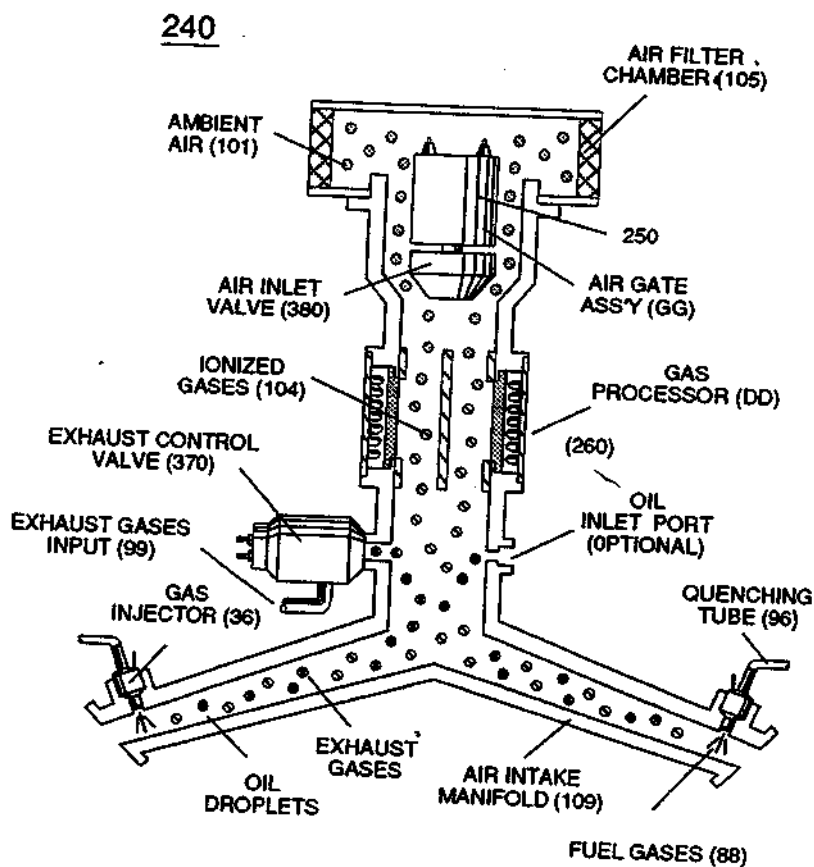 240
AIR FILTER
CHAMBER (105)
AMBIENT
AIR (101)
250
AIR INLET
VALVE (380)
AIR GATE
ASS'Y (GG)
IONIZED
GASES (104)
GAS
PROCESSOR (DD)
EXHAUST CONTROL
VALVE (370)
(260)
EXHAUST GASES
INPUT (99)
OIL
INLET PORT
(OPTIONAL)
GAS
INJECTOR (36)
QUENCHING
TUBE (96)
EXHAUST
GASES
OIL
DROPLETS
AIR INTAKE
MANIFOLD (109)
FUEL GASES (88)